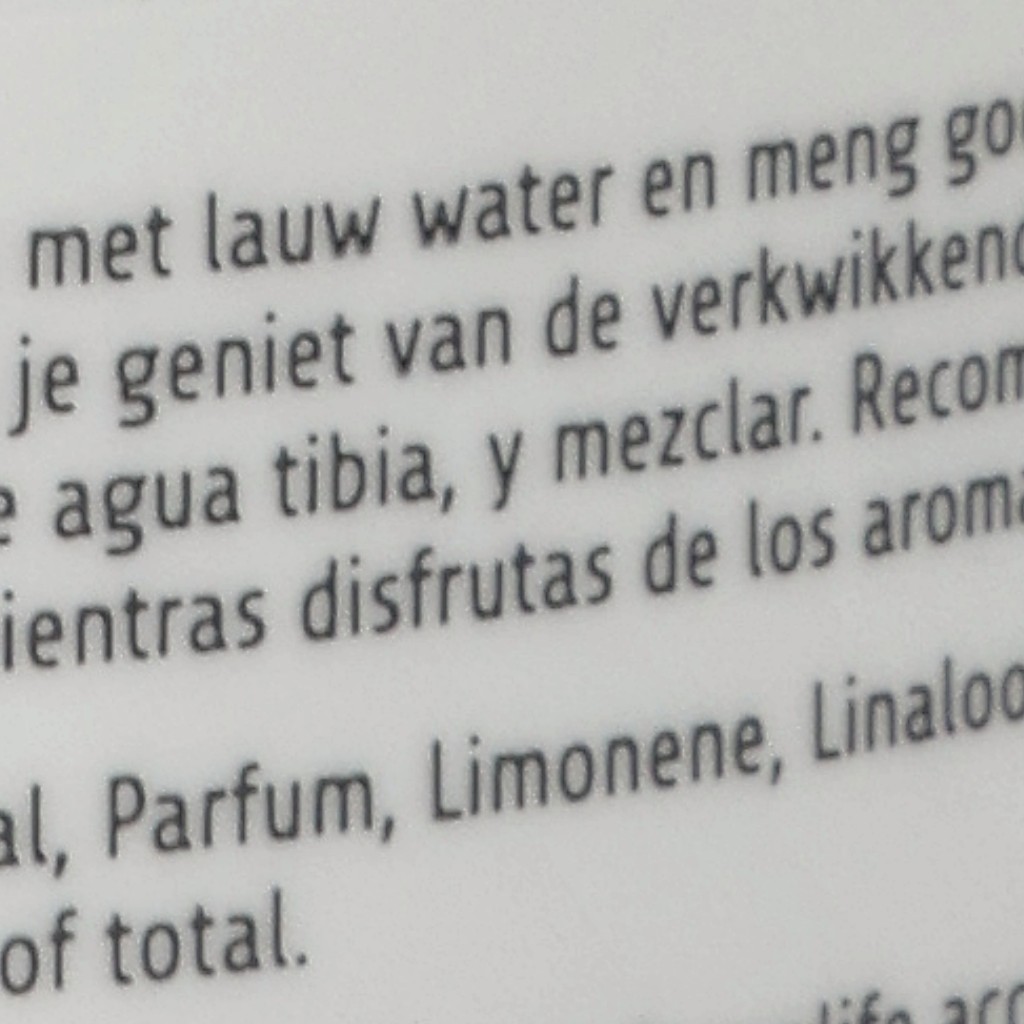 met lauw water en meng
je geniet van de
agua tibia, y mezclar.
disfrutas de los
Parfum, Limonene,
of total.